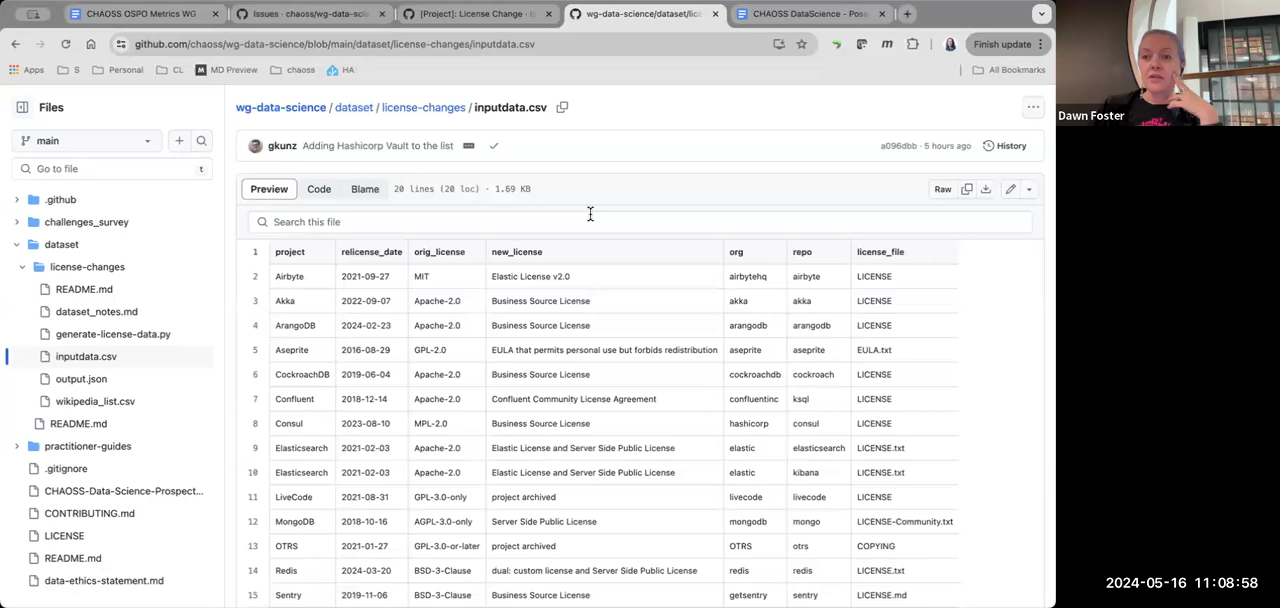 CHAOSS OSPO Metrics WG
Issues · chaoss/wg-data-scie
[Project]: License Change
wg-data-science/dataset/lice
CHAOSS DataScience - Pos
github.com/chaoss/wg-data-science/blob/main/dataset/license-changes/inputdata.csv
Finish update
Apps
S
Personal
CL
MD Preview
chaoss
HA
All Bookmarks
Dawn Foster
Files
main
Go to file
t
.github
challenges_survey
dataset
license-changes
README.md
dataset_notes.md
generate-license-data.py
inputdata.csv
output.json
wikipedia_list.csv
README.md
practitioner-guides
.gitignore
CHAOSS-Data-Science-Prospect...
CONTRIBUTING.md
LICENSE
README.md
data-ethics-statement.md
wg-data-science / dataset / license-changes / inputdata.csv
gkunz Adding Hashicorp Vault to the list
a096dbb · 5 hours ago History
Preview Code Blame 20 lines (20 loc) · 1.69 KB Raw
Search this file
1 project relicense_date orig_license new_license org repo license_file
2 Airbyte 2021-09-27 MIT Elastic License v2.0 airbytehq airbyte LICENSE
3 Akka 2022-09-07 Apache-2.0 Business Source License akka akka LICENSE
4 ArangoDB 2024-02-23 Apache-2.0 Business Source License arangodb arangodb LICENSE
5 Aseprite 2016-08-29 GPL-2.0 EULA that permits personal use but forbids redistribution aseprite aseprite EULA.txt
6 CockroachDB 2019-06-04 Apache-2.0 Business Source License cockroachdb cockroach LICENSE
7 Confluent 2018-12-14 Apache-2.0 Confluent Community License Agreement confluentinc ksql LICENSE
8 Consul 2023-08-10 MPL-2.0 Business Source License hashicorp consul LICENSE
9 Elasticsearch 2021-02-03 Apache-2.0 Elastic License and Server Side Public License elastic elasticsearch LICENSE.txt
10 Elasticsearch 2021-02-03 Apache-2.0 Elastic License and Server Side Public License elastic kibana LICENSE.txt
11 LiveCode 2021-08-31 GPL-3.0-only project archived livecode livecode LICENSE
12 MongoDB 2018-10-16 AGPL-3.0-only Server Side Public License mongodb mongo LICENSE-Community.txt
13 OTRS 2021-01-27 GPL-3.0-or-later project archived OTRS otrs COPYING
14 Redis 2024-03-20 BSD-3-Clause dual: custom license and Server Side Public License redis redis LICENSE.txt
15 Sentry 2019-11-06 BSD-3-Clause Business Source License getsentry sentry LICENSE.md
2024-05-16 11:08:58